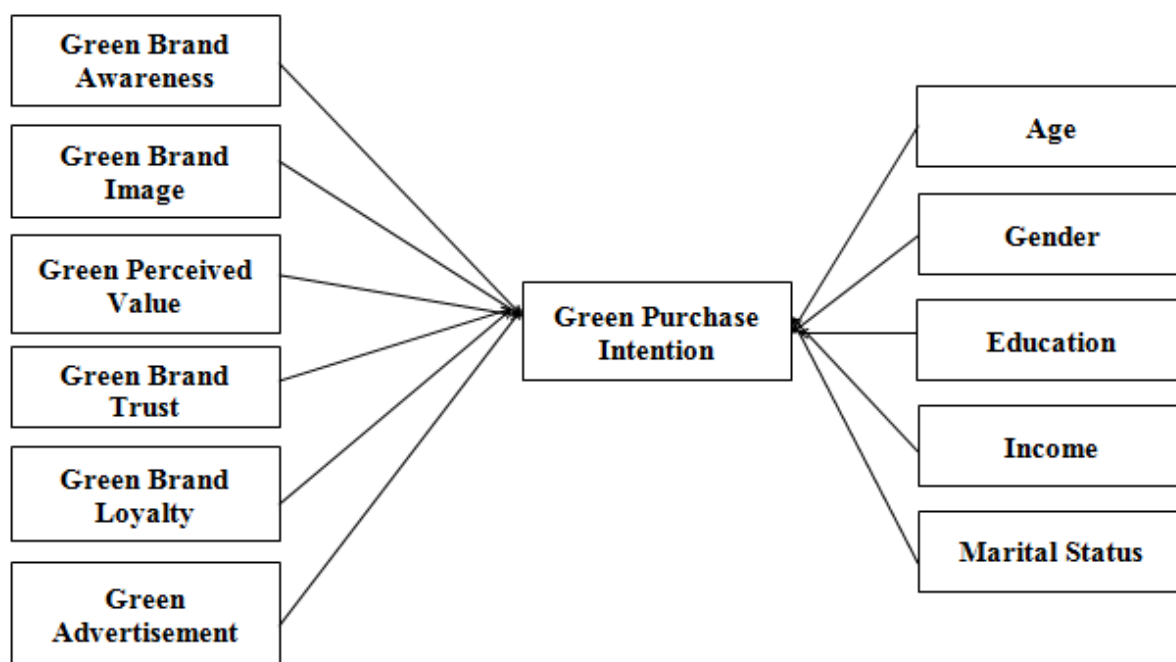 Green Brand
Awareness
Green Brand
Image
Green Perceived
Value
Green Brand
Trust
Green Brand
Loyalty
Green
Advertisement
Green Purchase
Intention
Age
Gender
Education
Income
Marital Status